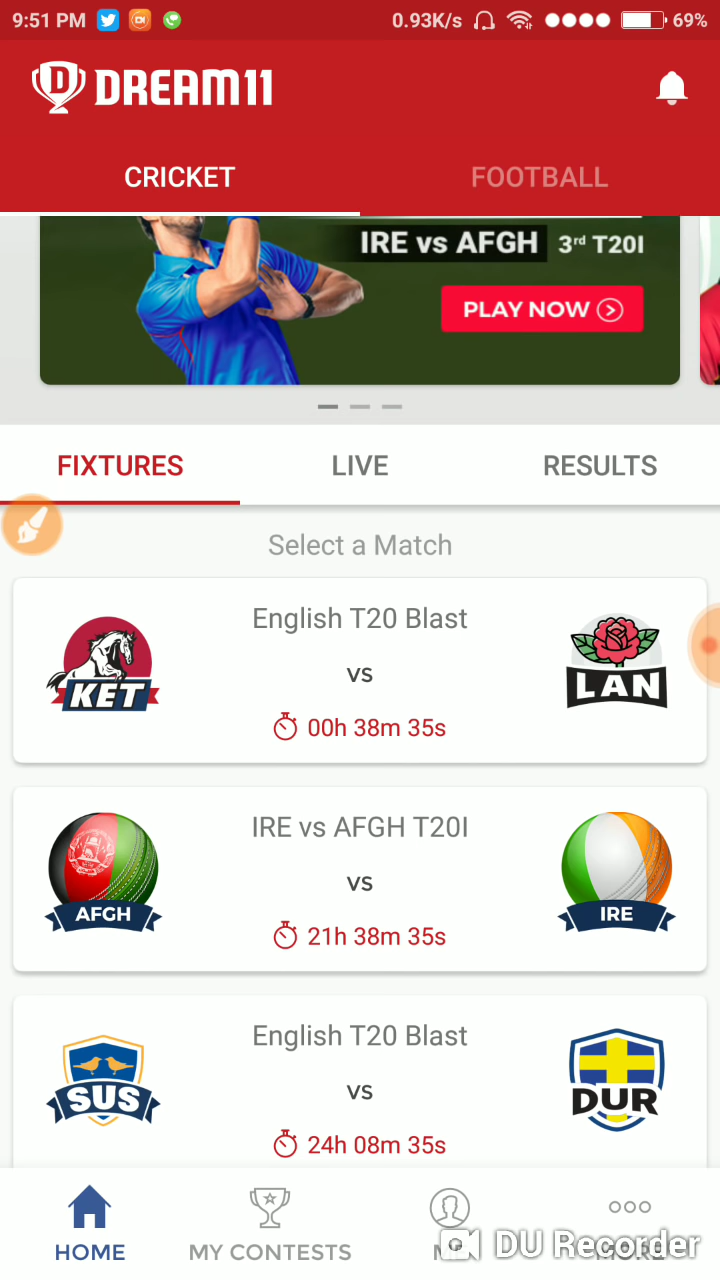 9:51 PM 0.93K/s 69%
DREAM11
CRICKET FOOTBALL
IRE vs AFGH 3rd T20I
PLAY NOW
FIXTURES LIVE RESULTS
Select a Match
English T20 Blast
KET vs LAN
00h 38m 35s
IRE vs AFGH T20I
AFGH vs IRE
21h 38m 35s
English T20 Blast
SUS vs DUR
24h 08m 35s
HOME MY CONTESTS MORE
DU Recorder